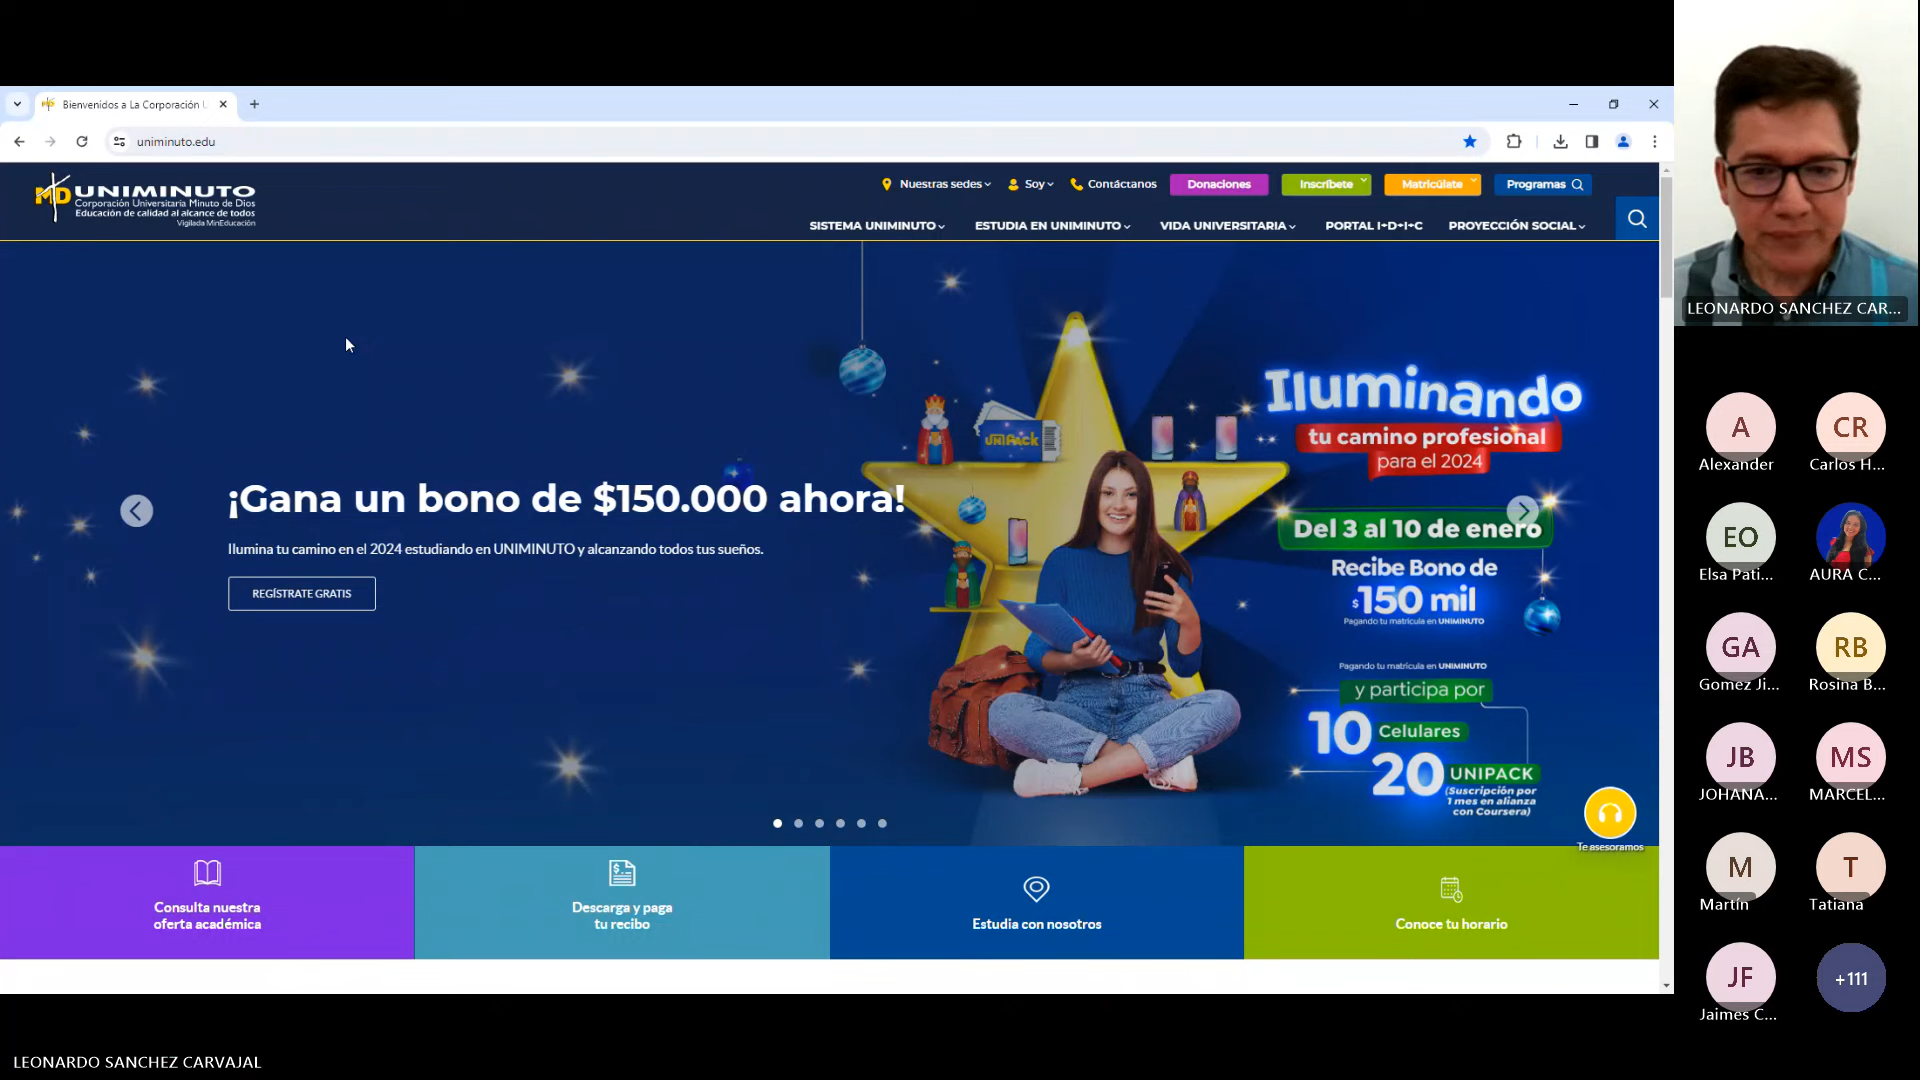 Bienvenidos a La Corporación U
uniminuto.edu
MD UNIMINUTO
Corporación Universitaria Minuto de Dios
Educación de calidad al alcance de todos
Vigilada MinEducación
Nuestras sedes
Soy
Contáctanos
Donaciones
Inscríbete
Matricúlate
Programas
SISTEMA UNIMINUTO
ESTUDIA EN UNIMINUTO
VIDA UNIVERSITARIA
PORTAL I+D+I+C
PROYECCIÓN SOCIAL
¡Gana un bono de $150.000 ahora!
Ilumina tu camino en el 2024 estudiando en UNIMINUTO y alcanzando todos tus sueños.
REGÍSTRATE GRATIS
UNIPACK
Iluminando
tu camino profesional
para el 2024
Del 3 al 10 de enero
Recibe Bono de
$150 mil
Pagando tu matrícula en UNIMINUTO
Pagando tu matrícula en UNIMINUTO
y participa por
10 Celulares
20 UNIPACK
(Suscripción por
1 mes en alianza
con Coursera)
Te asesoramos
Consulta nuestra
oferta académica
Descarga y paga
tu recibo
Estudia con nosotros
Conoce tu horario
LEONARDO SANCHEZ CAR...
A
Alexander
CR
Carlos H...
EO
Elsa Pati...
AURA C...
GA
Gomez Ji...
RB
Rosina B...
JB
JOHANA...
MS
MARCEL...
M
Martín
T
Tatiana
JF
Jaimes C...
+111
LEONARDO SANCHEZ CARVAJAL